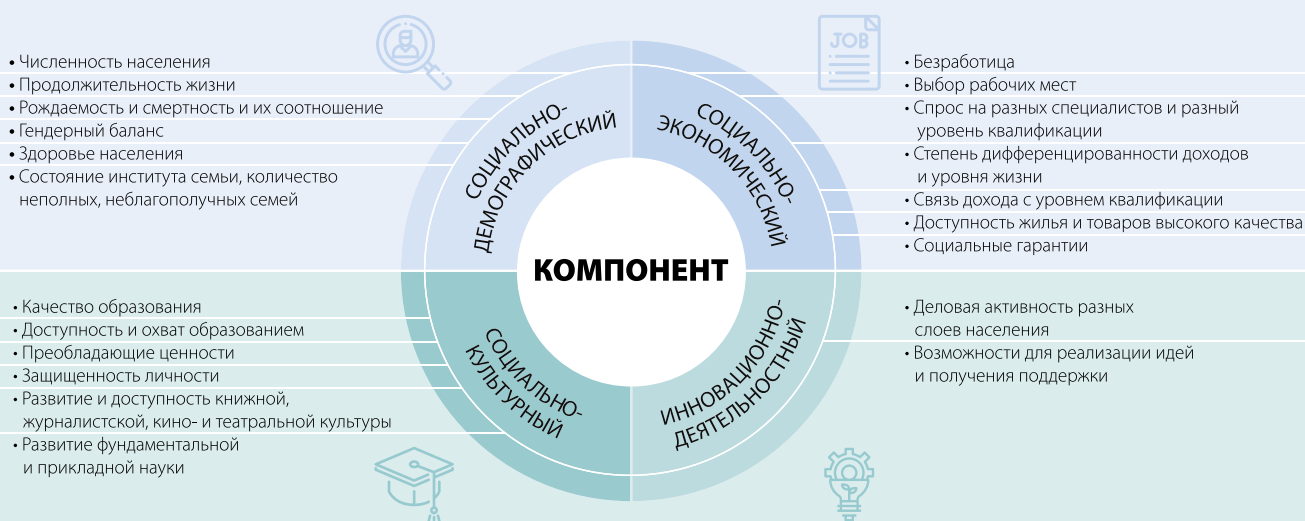 • Численность населения
• Продолжительность жизни
• Рождаемость и смертность и их соотношение
• Гендерный баланс
• Здоровье населения
• Состояние института семьи, количество
неполных, неблагополучных семей
СОЦИАЛЬНО-
ДЕМОГРАФИЧЕСКИЙ
JOB
• Безработица
• Выбор рабочих мест
• Спрос на разных специалистов и разный
уровень квалификации
• Степень дифференцированности доходов
и уровня жизни
• Связь дохода с уровнем квалификации
• Доступность жилья и товаров высокого качества
• Социальные гарантии
СОЦИАЛЬНО-
ЭКОНОМИЧЕСКИЙ
КОМПОНЕНТ
• Качество образования
• Доступность и охват образованием
• Преобладающие ценности
• Защищенность личности
• Развитие и доступность книжной,
журналистской, кино- и театральной культуры
• Развитие фундаментальной
и прикладной науки
СОЦИАЛЬНО-
КУЛЬТУРНЫЙ
• Деловая активность разных
слоев населения
• Возможности для реализации идей
и получения поддержки
ИННОВАЦИОННО-
ДЕЯТЕЛЬНОСТНЫЙ